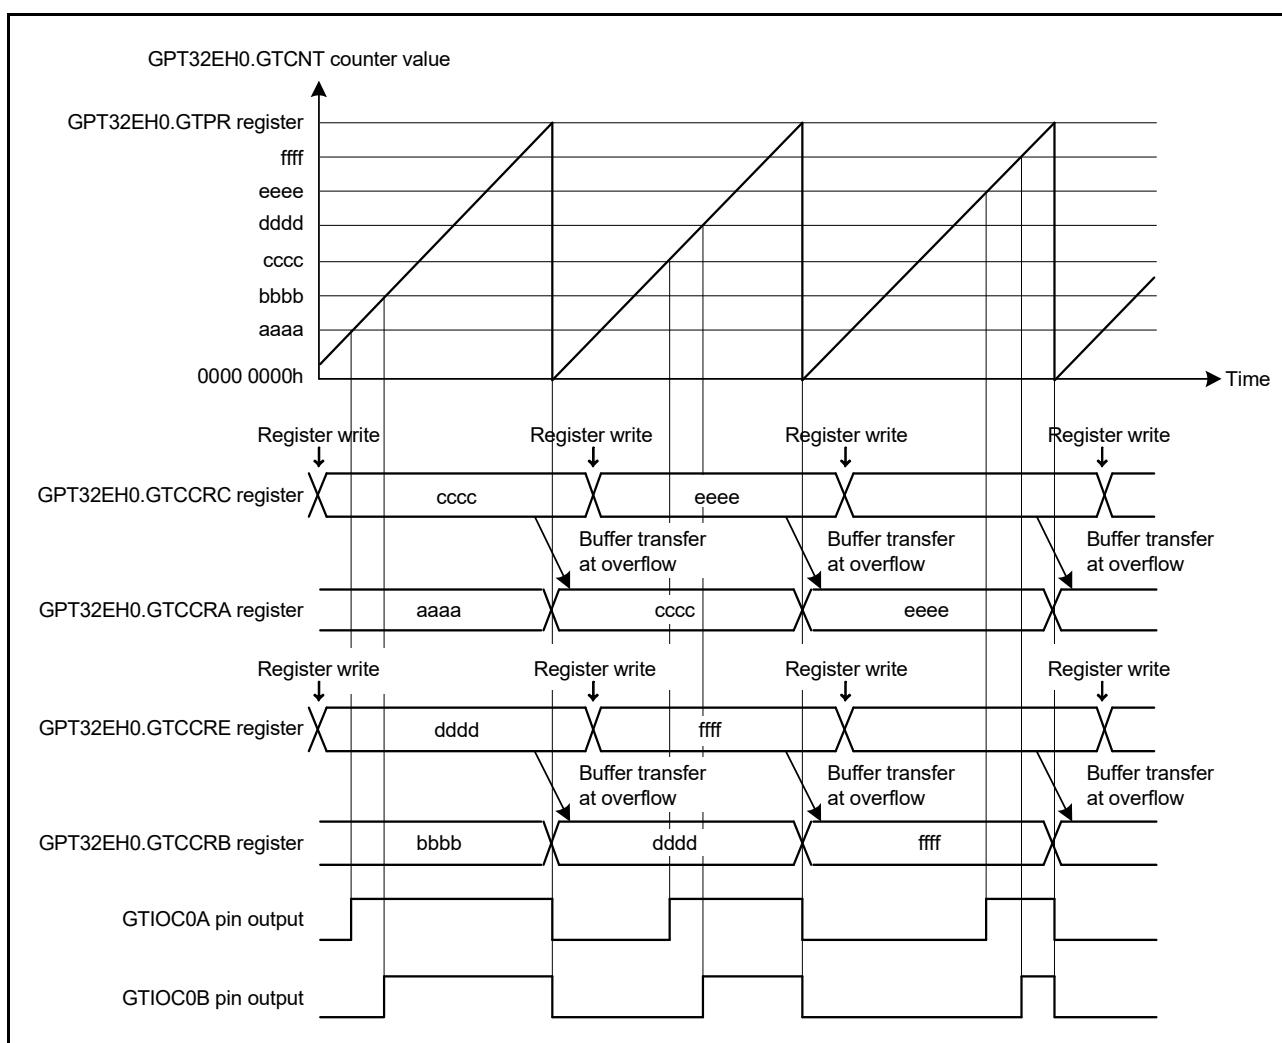 GPT32EH0.GTCNT counter value
GPT32EH0.GTPR register
ffff
eeee
dddd
cccc
bbbb
aaaa
0000 0000h
Time
Register write Register write Register write Register write
GPT32EH0.GTCCRC register cccc eeee
Buffer transfer Buffer transfer Buffer transfer
at overflow at overflow at overflow
GPT32EH0.GTCCRA register aaaa cccc eeee
Register write Register write Register write Register write
GPT32EH0.GTCCRE register dddd ffff
Buffer transfer Buffer transfer Buffer transfer
at overflow at overflow at overflow
GPT32EH0.GTCCRB register bbbb dddd ffff
GTIOC0A pin output
GTIOC0B pin output